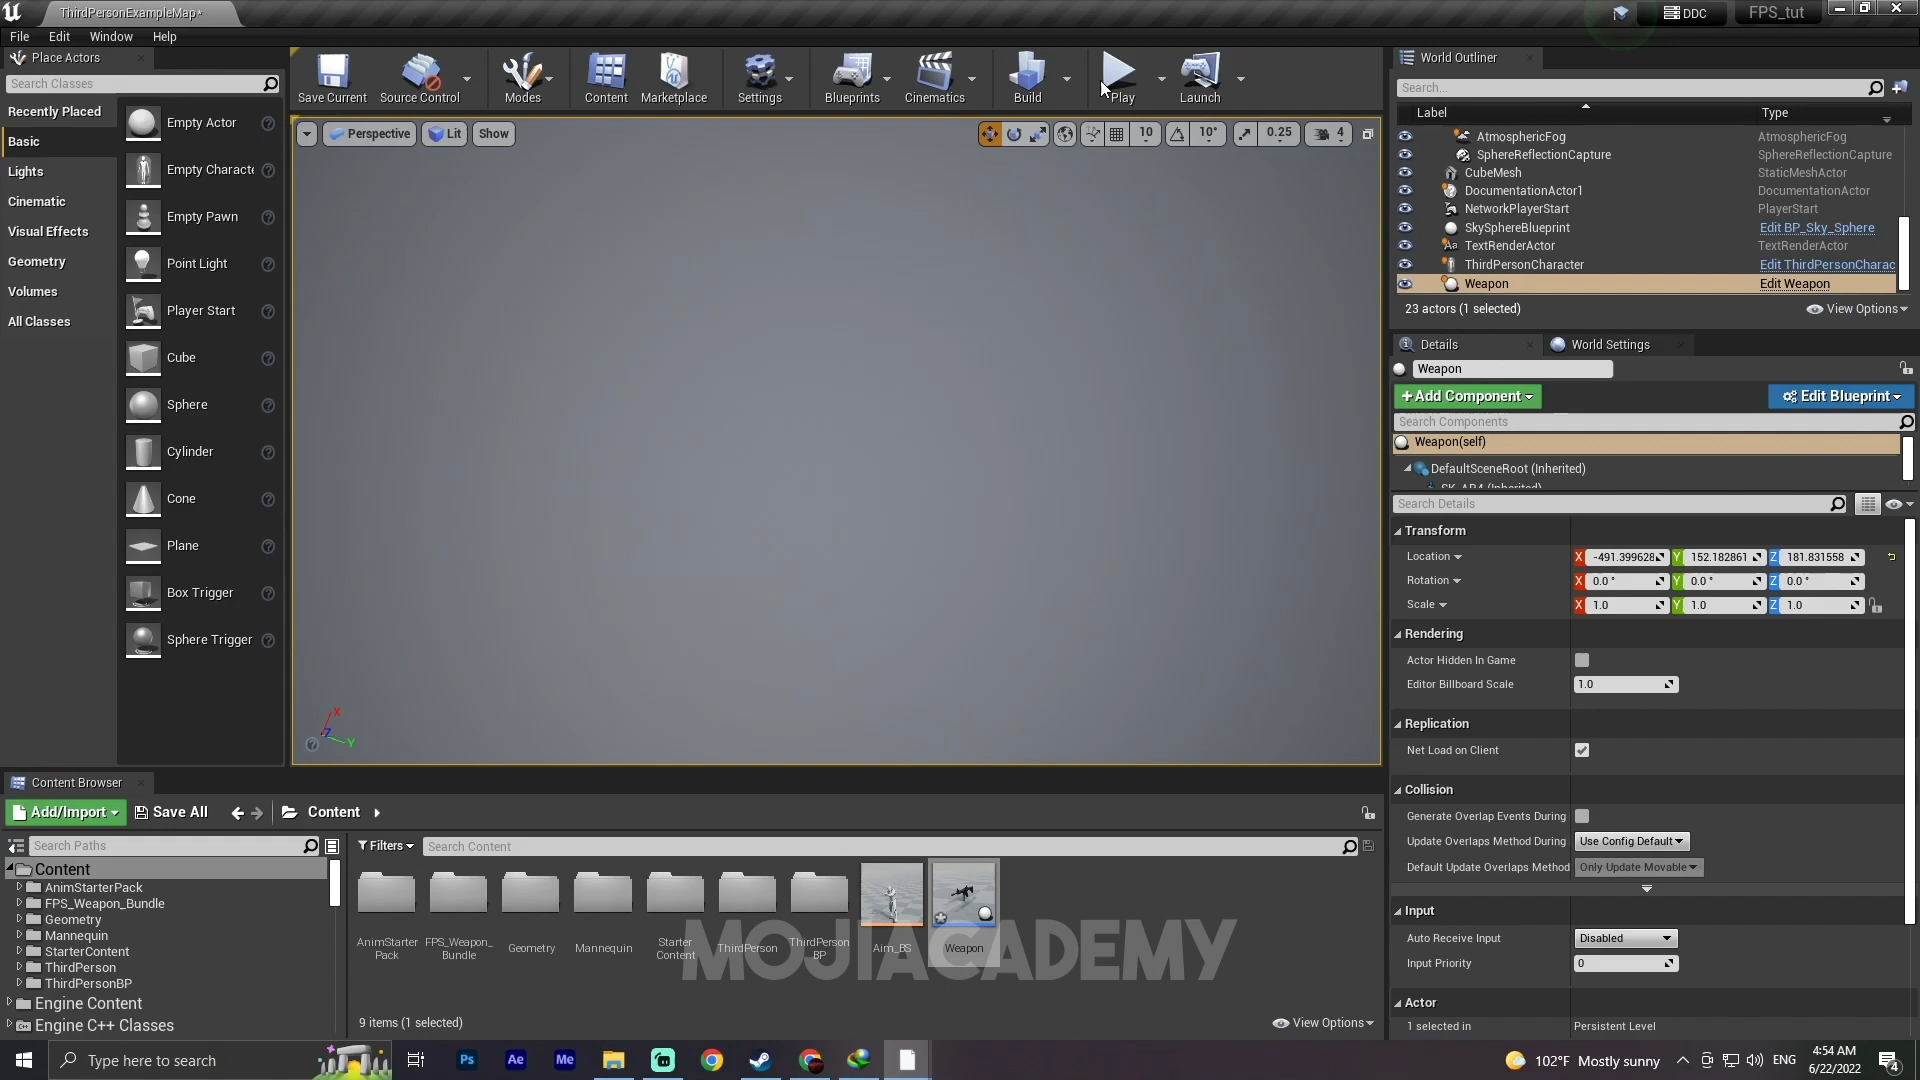 ThirdPersonExampleMap*
DDC
FPS_tut
File Edit Window Help
Place Actors
Search Classes
Recently Placed
Basic
Lights
Cinematic
Visual Effects
Geometry
Volumes
All Classes
Empty Actor
Empty Characte
Empty Pawn
Point Light
Player Start
Cube
Sphere
Cylinder
Cone
Plane
Box Trigger
Sphere Trigger
Save Current
Source Control
Modes
Content
Marketplace
Settings
Blueprints
Cinematics
Build
Play
Launch
Perspective
Lit
Show
10
10°
0.25
4
X
Y
World Outliner
Search...
Label Type
AtmosphericFog AtmosphericFog
SphereReflectionCapture SphereReflectionCapture
CubeMesh StaticMeshActor
DocumentationActor1 DocumentationActor
NetworkPlayerStart PlayerStart
SkySphereBlueprint Edit BP_Sky_Sphere
TextRenderActor TextRenderActor
ThirdPersonCharacter Edit ThirdPersonCharac
Weapon Edit Weapon
23 actors (1 selected)
View Options
Details
World Settings
Weapon
+Add Component
Edit Blueprint
Search Components
Weapon(self)
DefaultSceneRoot (Inherited)
SK_AR4 (Inherited)
Search Details
Transform
Location X -491.399628 Y 152.182861 Z 181.831558
Rotation X 0.0 ° Y 0.0 ° Z 0.0 °
Scale X 1.0 Y 1.0 Z 1.0
Rendering
Actor Hidden In Game
Editor Billboard Scale 1.0
Replication
Net Load on Client
Collision
Generate Overlap Events During
Update Overlaps Method During Use Config Default
Default Update Overlaps Method Only Update Movable
Input
Auto Receive Input Disabled
Input Priority 0
Actor
1 selected in Persistent Level
Content Browser
Add/Import
Save All
Content
Search Paths
Filters
Search Content
Content
AnimStarterPack
FPS_Weapon_Bundle
Geometry
Mannequin
StarterContent
ThirdPerson
ThirdPersonBP
Engine Content
Engine C++ Classes
AnimStarter
Pack
FPS_Weapon_
Bundle
Geometry
Mannequin
Starter
Content
ThirdPerson
ThirdPerson
BP
Aim_BS
Weapon
MOJIACADEMY
9 items (1 selected)
View Options
Type here to search
Ps
Ae
Me
102°F Mostly sunny
ENG
4:54 AM
6/22/2022
4